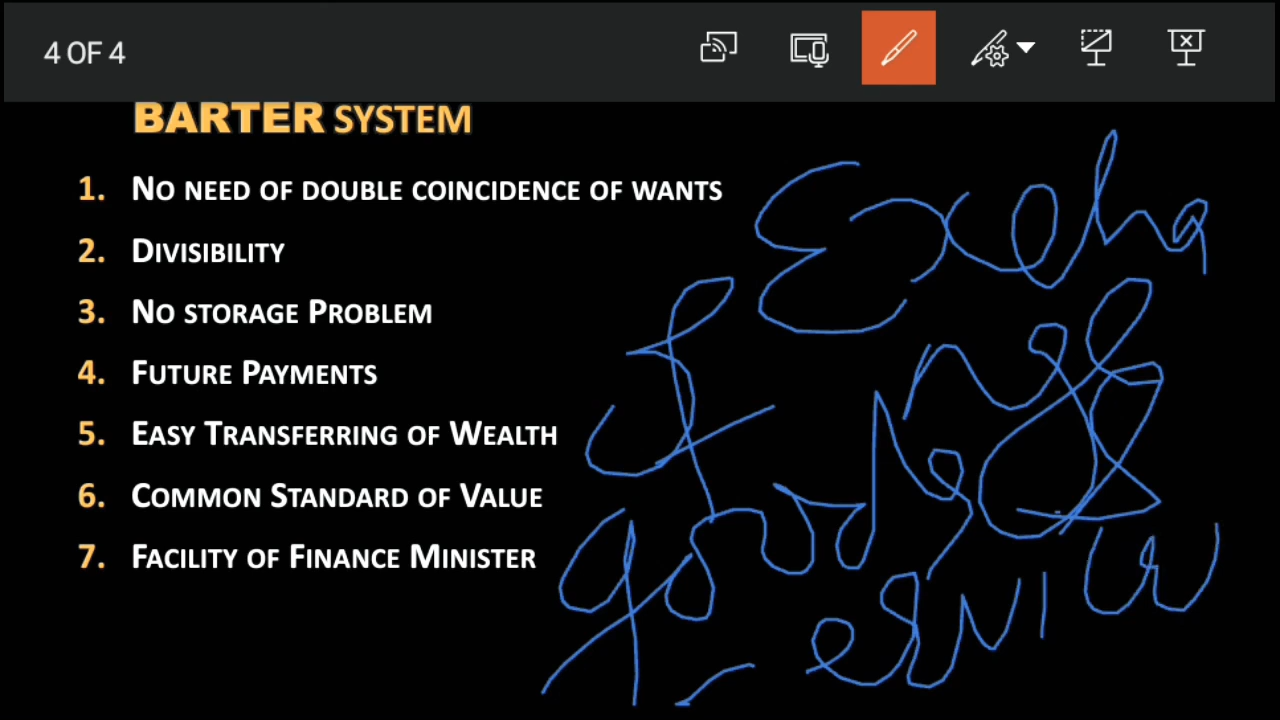 4 OF 4
BARTER SYSTEM
1. NO NEED OF DOUBLE COINCIDENCE OF WANTS
2. DIVISIBILITY
3. NO STORAGE PROBLEM
4. FUTURE PAYMENTS
5. EASY TRANSFERRING OF WEALTH
6. COMMON STANDARD OF VALUE
7. FACILITY OF FINANCE MINISTER
Excha
goods